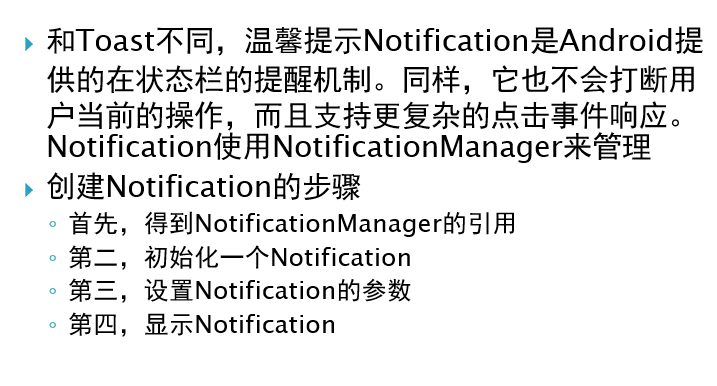 和Toast不同，温馨提示Notification是Android提
供的在状态栏的提醒机制。同样，它也不会打断用
户当前的操作，而且支持更复杂的点击事件响应。
Notification使用NotificationManager来管理
创建Notification的步骤
首先，得到NotificationManager的引用
第二，初始化一个Notification
第三，设置Notification的参数
第四，显示Notification